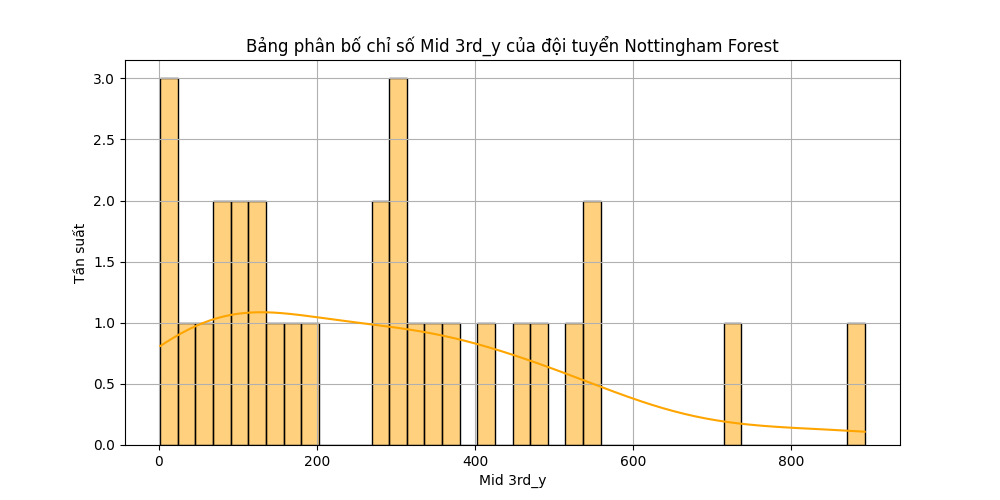 Bảng phân bố chỉ số Mid 3rd_y của đội tuyển Nottingham Forest
3.0
2.5
2.0
1.5
1.0
0.5
0.0
Tần suất
0 200 400 600 800
Mid 3rd_y